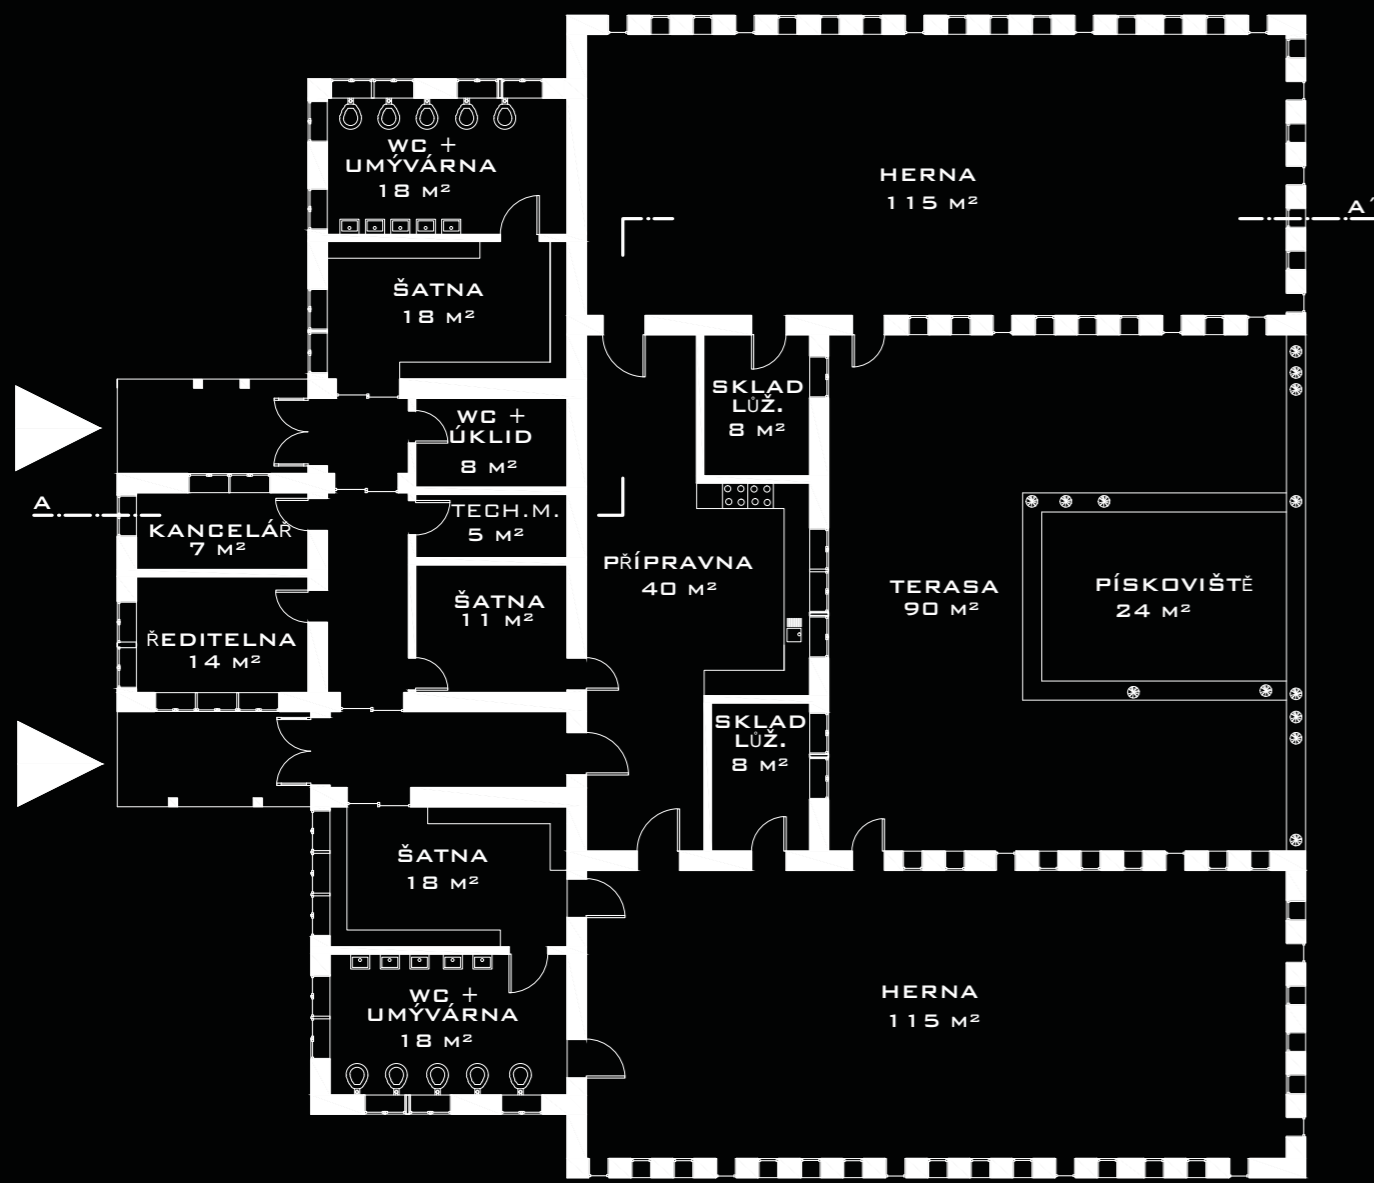 WC +
UMÝVÁRNA
18 M²
HERNA
115 M²
A'
ŠATNA
18 M²
SKLAD
LŮŽ.
8 M²
WC +
ÚKLID
8 M²
A
KANCELÁŘ
7 M²
TECH.M.
5 M²
PŘÍPRAVNA
40 M²
TERASA
90 M²
PÍSKOVIŠTĚ
24 M²
ŠATNA
11 M²
ŘEDITELNA
14 M²
SKLAD
LŮŽ.
8 M²
ŠATNA
18 M²
WC +
UMÝVÁRNA
18 M²
HERNA
115 M²